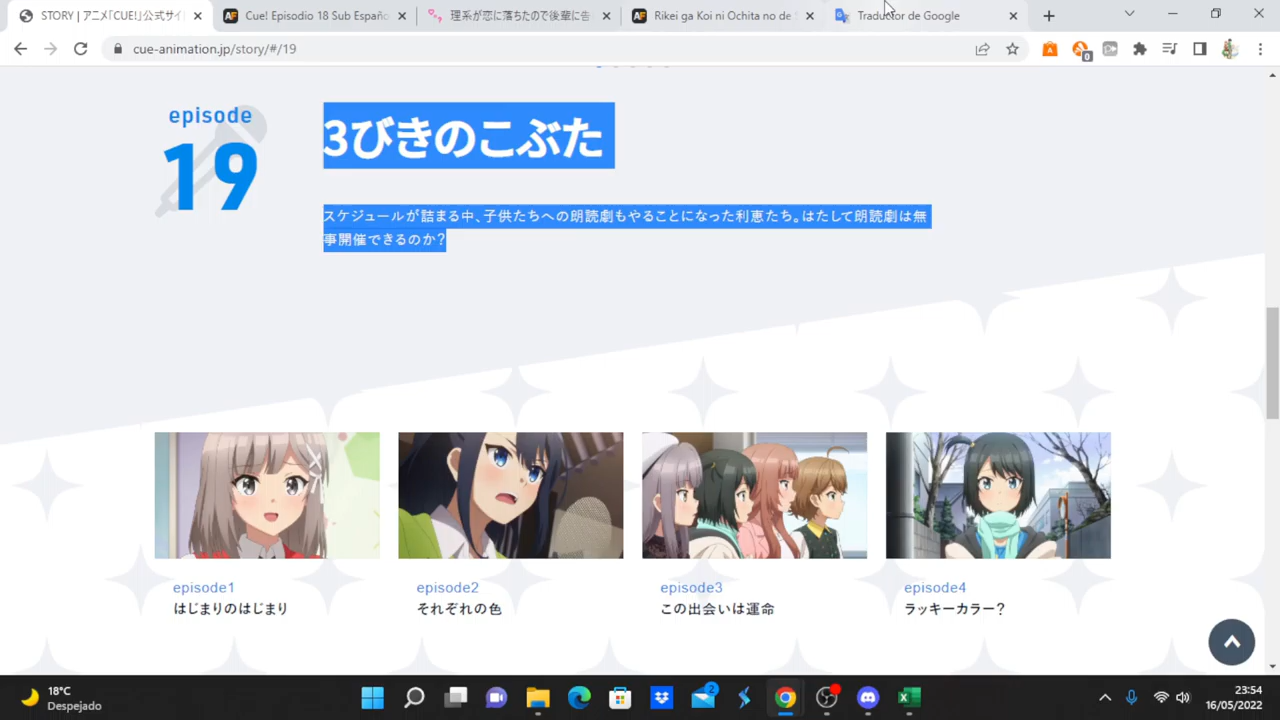 STORY | アニメ「CUE!」公式サイ
Cue! Episodio 18 Sub Españo
理系が恋に落ちたので後輩に告
Rikei ga Koi ni Ochita no de
Traductor de Google
cue-animation.jp/story/#/19
0
episode
19
3びきのこぶた
スケジュールが詰まる中、子供たちへの朗読劇もやることになった利恵たち。はたして朗読劇は無
事開催できるのか?
episode1
はじまりのはじまり
episode2
それぞれの色
episode3
この出会いは運命
episode4
ラッキーカラー?
18°C
Despejado
2
23:54
16/05/2022